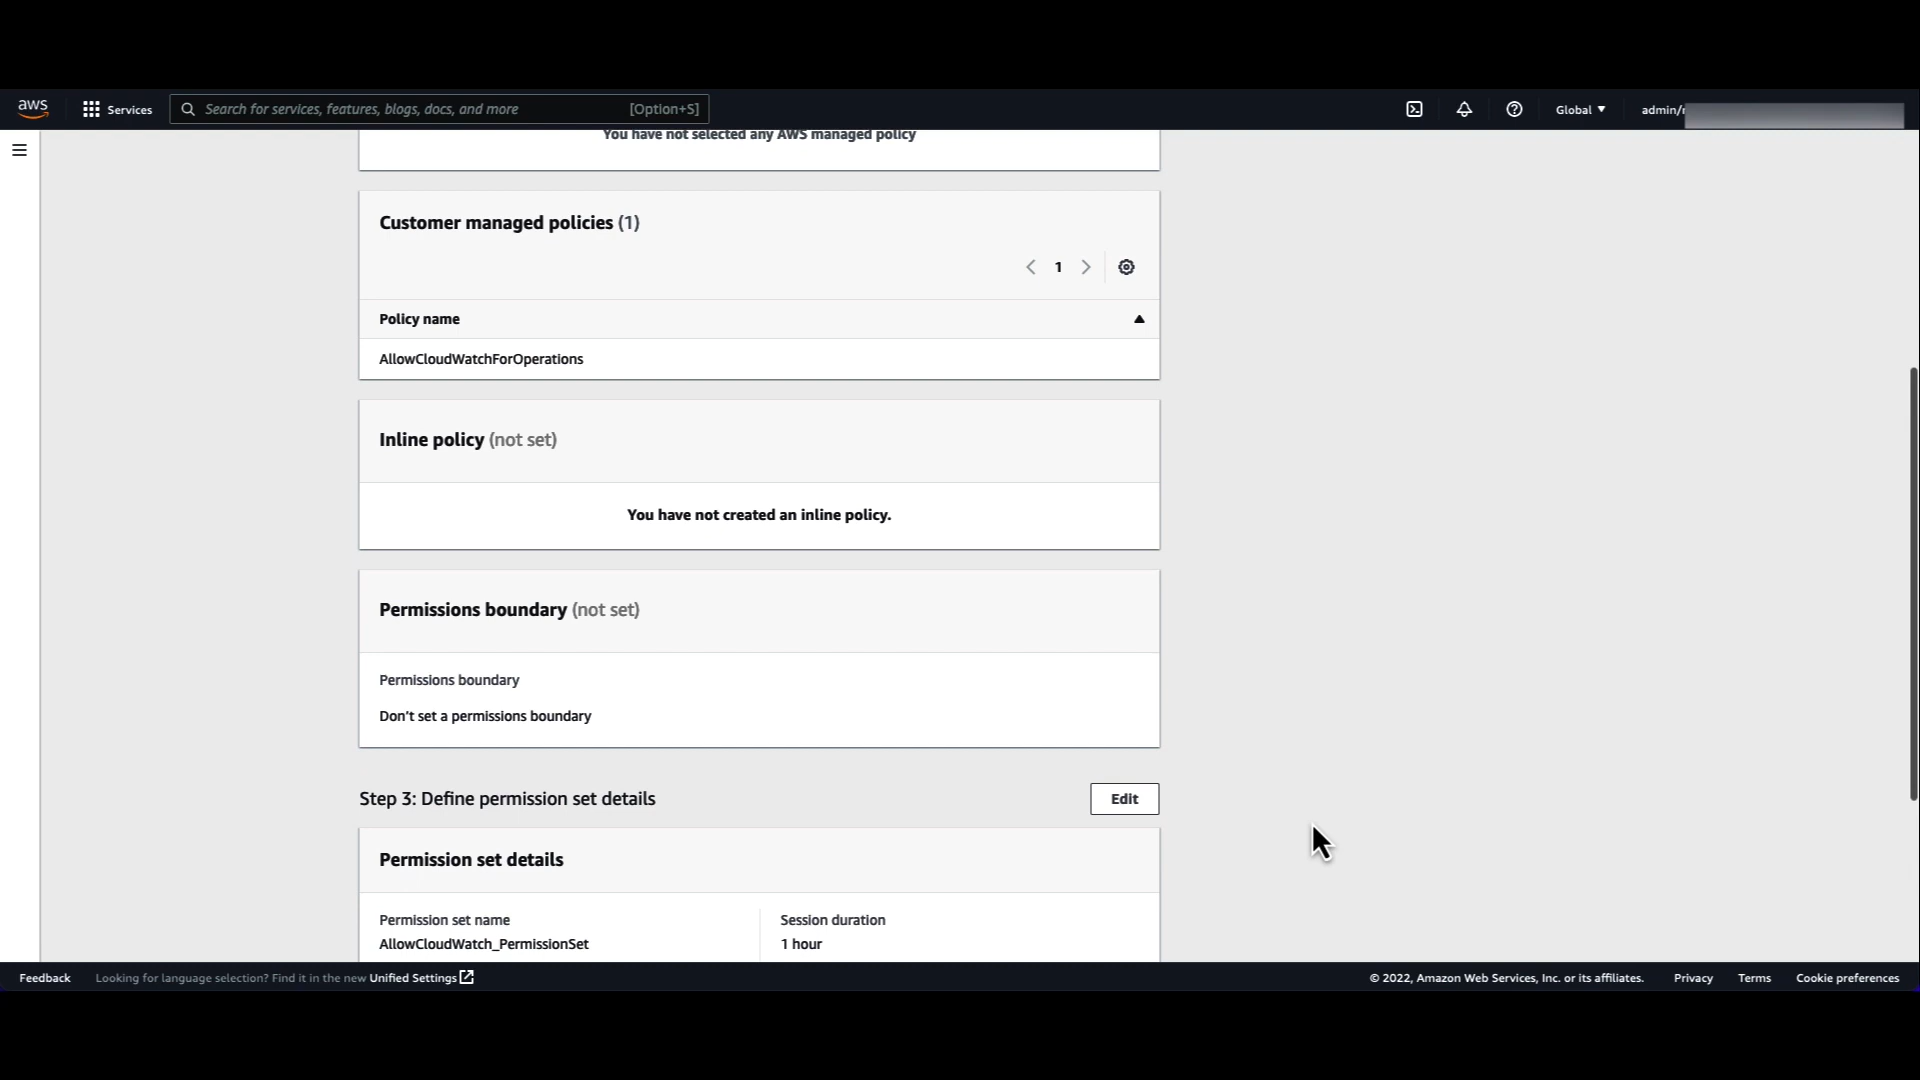 aws
Services
Search for services, features, blogs, docs, and more
[Option+S]
Global
admin/
You have not selected any AWS managed policy
Customer managed policies (1)
1
Policy name
AllowCloudWatchForOperations
Inline policy (not set)
You have not created an inline policy.
Permissions boundary (not set)
Permissions boundary
Don't set a permissions boundary
Step 3: Define permission set details
Edit
Permission set details
Permission set name
Session duration
AllowCloudWatch_PermissionSet
1 hour
Feedback
Looking for language selection? Find it in the new Unified Settings
© 2022, Amazon Web Services, Inc. or its affiliates.
Privacy
Terms
Cookie preferences